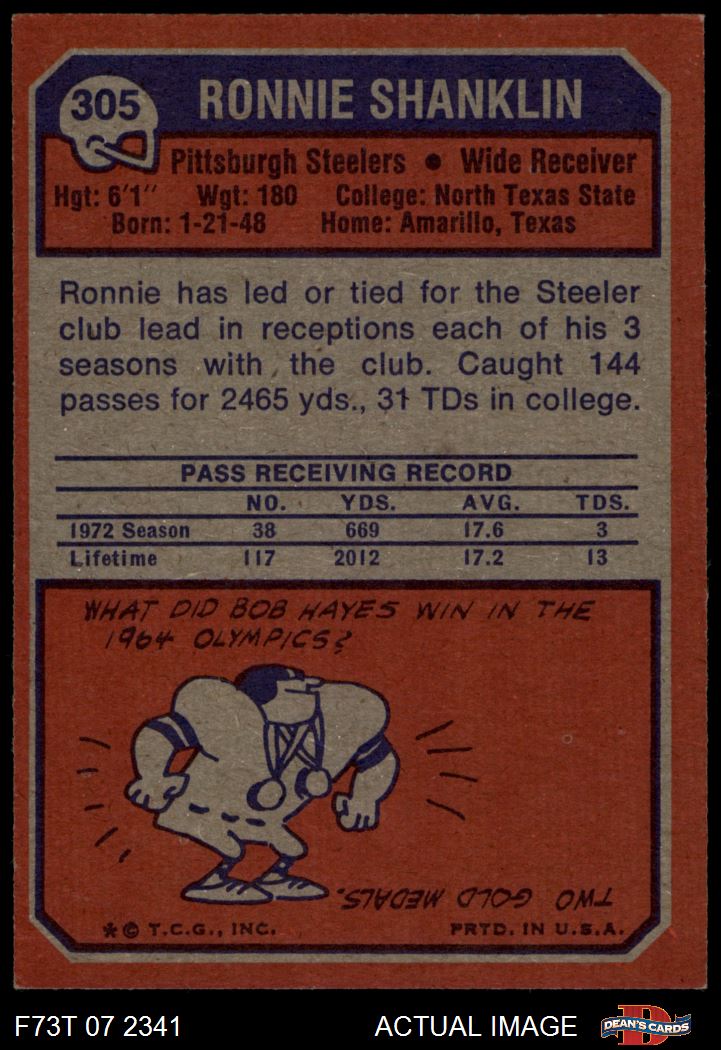 305
RONNIE SHANKLIN
Pittsburgh Steelers ● Wide Receiver
Hgt: 6'1" Wgt: 180 College: North Texas State
Born: 1-21-48 Home: Amarillo, Texas
Ronnie has led or tied for the Steeler
club lead in receptions each of his 3
seasons with the club. Caught 144
passes for 2465 yds., 31 TDs in college.
PASS RECEIVING RECORD
NO. YDS. AVG. TDS.
1972 Season 38 669 17.6 3
Lifetime 117 2012 17.2 13
WHAT DID BOB HAYES WIN IN THE
1964 OLYMPICS?
TWO GOLD MEDALS.
*© T.C.G., INC. PRTD. IN U.S.A.
F73T 07 2341 ACTUAL IMAGE D DEAN'S CARDS